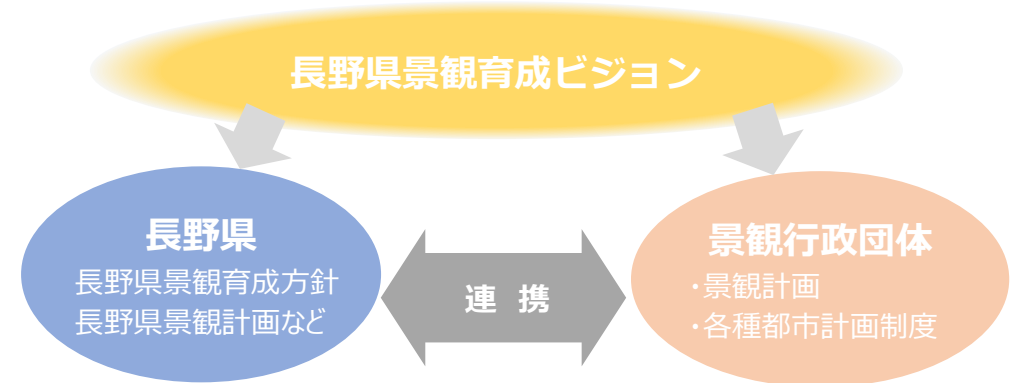 長野県景観育成ビジョン
長野県
長野県景観育成方針
長野県景観計画など
連 携
景観行政団体
・景観計画
・各種都市計画制度